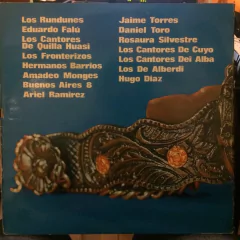 Los Rundunes
Eduardo Falú
Los Cantores
De Quilla Huasi
Los Fronterizos
Hermanos Barrios
Amadeo Monges
Buenos Aires 8
Ariel Ramirez
Jaime Torres
Daniel Toro
Rosaura Silvestre
Los Cantores De Cuyo
Los Cantores Del Alba
Los De Alberdi
Hugo Diaz